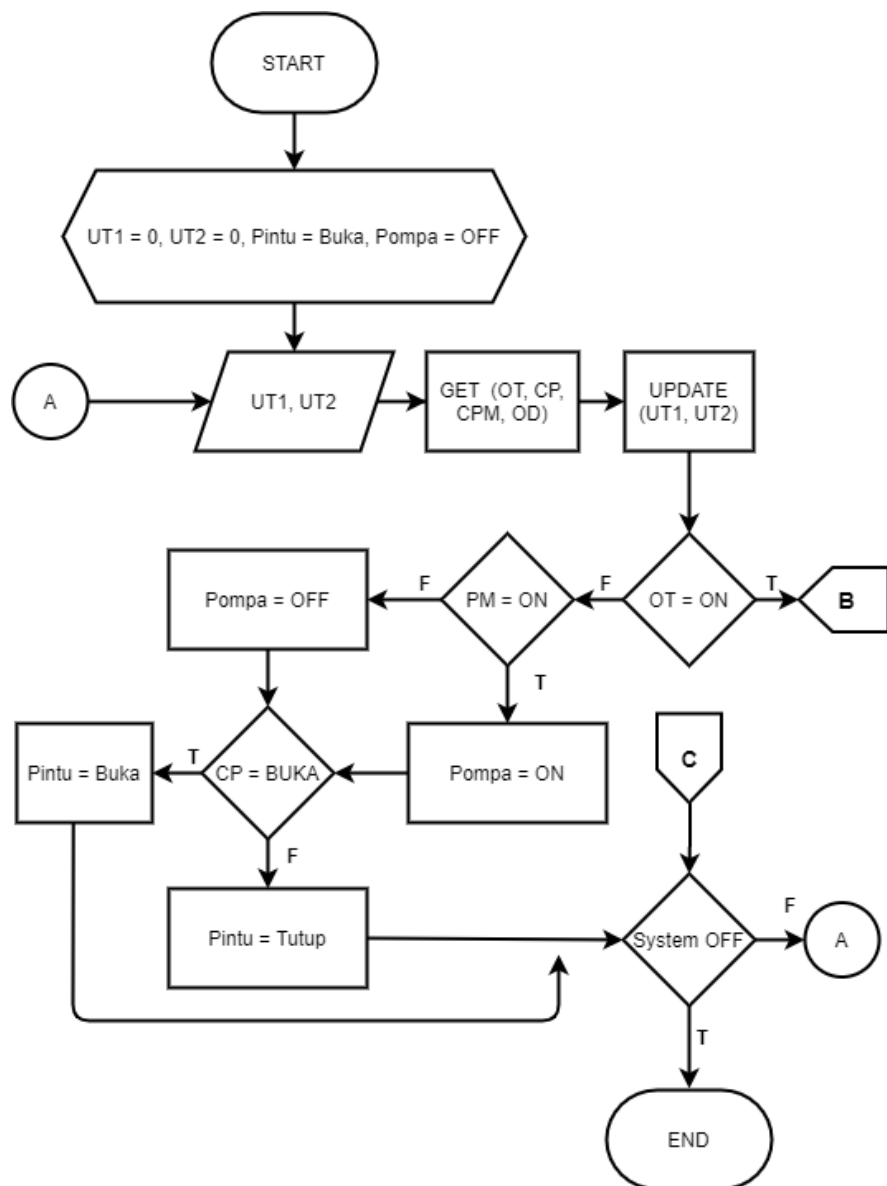 START
UT1 = 0, UT2 = 0, Pintu = Buka, Pompa = OFF
A
UT1, UT2
GET (OT, CP,
CPM, OD)
UPDATE
(UT1, UT2)
Pompa = OFF
F
PM = ON
F
OT = ON
T
B
T
Pintu = Buka
T
CP = BUKA
Pompa = ON
C
F
Pintu = Tutup
System OFF
F
A
T
END